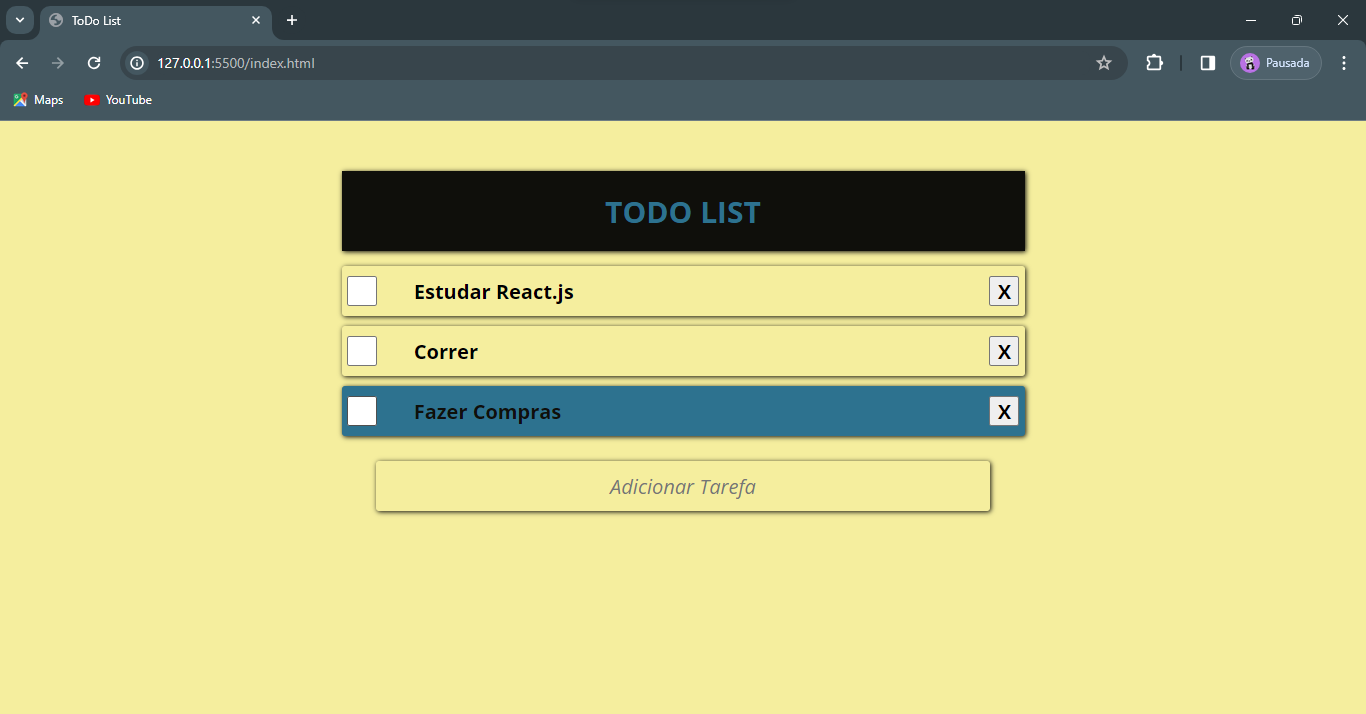 ToDo List
127.0.0.1:5500/index.html
Pausada
Maps
YouTube
TODO LIST
Estudar React.js X
Correr X
Fazer Compras X
Adicionar Tarefa